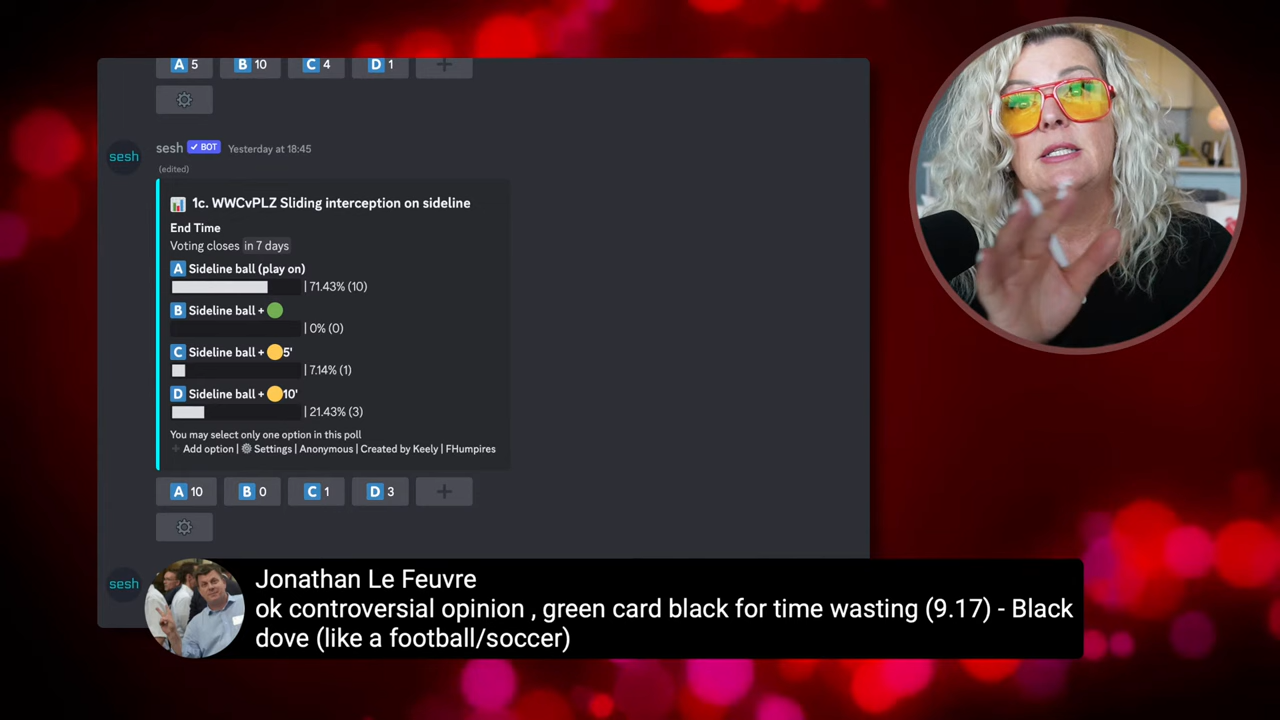 A 5 B 10 C 4 D 1 +
sesh
sesh ✔ BOT Yesterday at 18:45
(edited)
📊 1c. WWCvPLZ Sliding interception on sideline
End Time
Voting closes in 7 days
A Sideline ball (play on)
| 71.43% (10)
B Sideline ball + 🟢
| 0% (0)
C Sideline ball + 🟡5'
| 7.14% (1)
D Sideline ball + 🟡10'
| 21.43% (3)
You may select only one option in this poll
+ Add option | ⚙ Settings | Anonymous | Created by Keely | FHumpires
A 10 B 0 C 1 D 3 +
sesh
Jonathan Le Feuvre
ok controversial opinion , green card black for time wasting (9.17) - Black
dove (like a football/soccer)